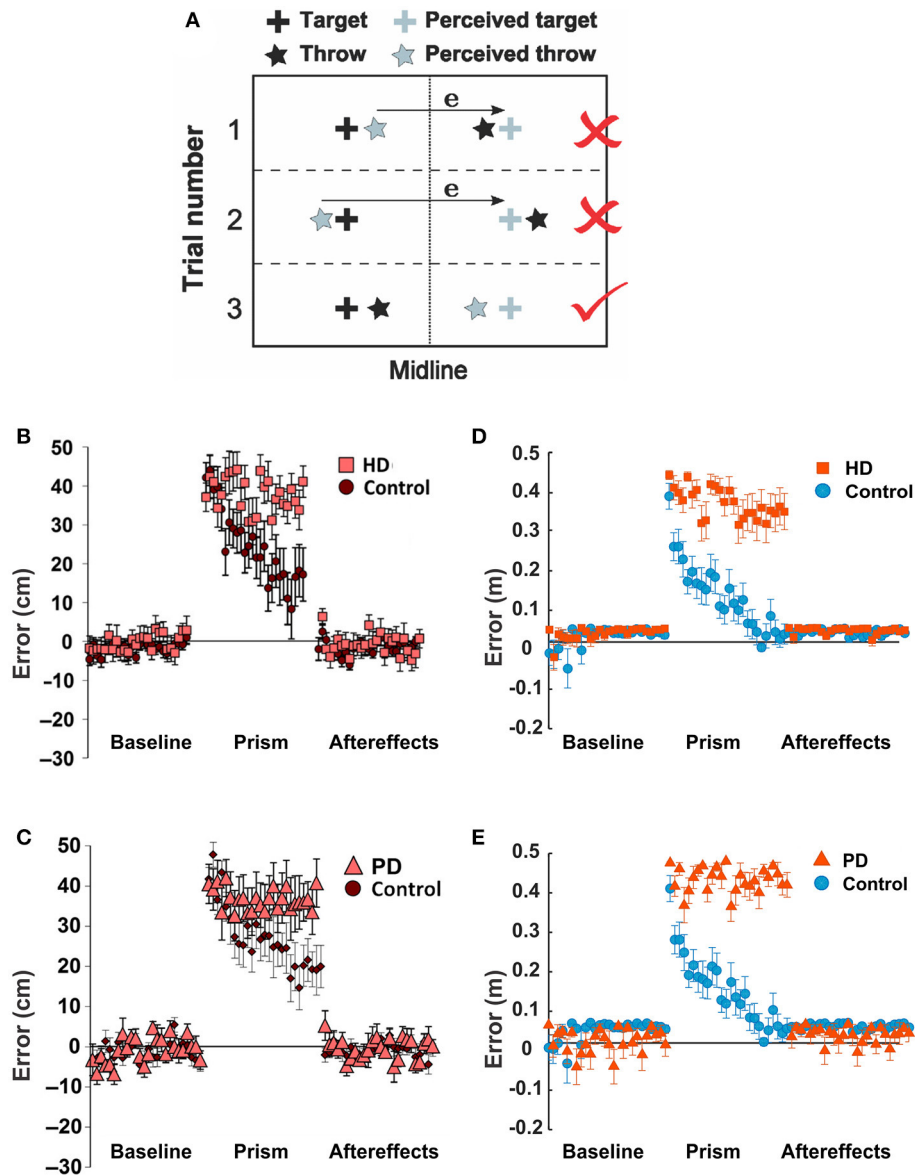 A
Target
Perceived target
Throw
Perceived throw
Trial number
1
e
2
e
3
Midline
B
Error (cm)
50
40
30
20
10
0
–10
–20
–30
HD
Control
Baseline Prism Aftereffects
D
Error (m)
0.5
0.4
0.3
0.2
0.1
0
0.1
-0.2
HD
Control
Baseline Prism Aftereffects
C
Error (cm)
50
40
30
20
10
0
–10
–20
–30
PD
Control
Baseline Prism Aftereffects
E
Error (m)
0.5
0.4
0.3
0.2
0.1
0
0.1
-0.2
PD
Control
Baseline Prism Aftereffects